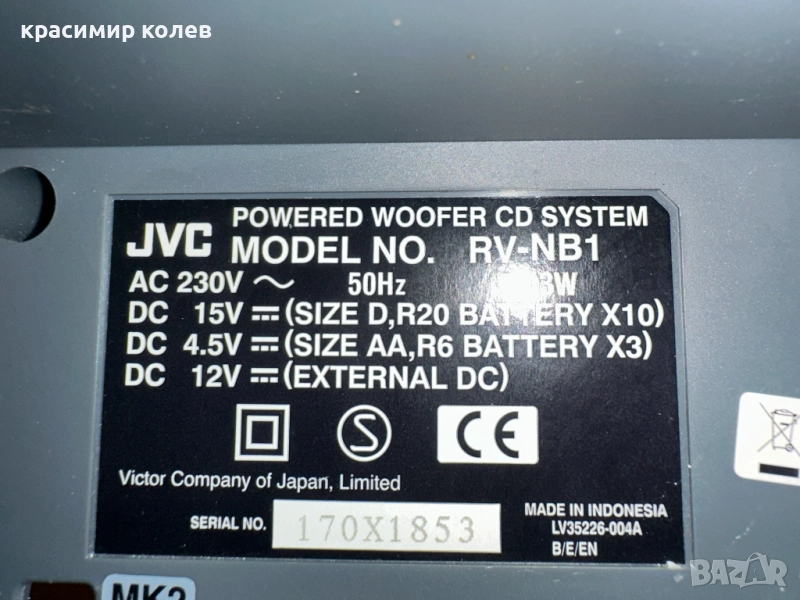 красимир колев
JVC
POWERED WOOFER CD SYSTEM
MODEL NO. RV-NB1
AC 230V ~ 50Hz
DC 15V ⎓ (SIZE D,R20 BATTERY X10)
DC 4.5V ⎓ (SIZE AA,R6 BATTERY X3)
DC 12V ⎓ (EXTERNAL DC)
S CE
Victor Company of Japan, Limited
SERIAL NO. 170X1853
MADE IN INDONESIA
LV35226-004A
B/E/EN
MK2
BAZAR